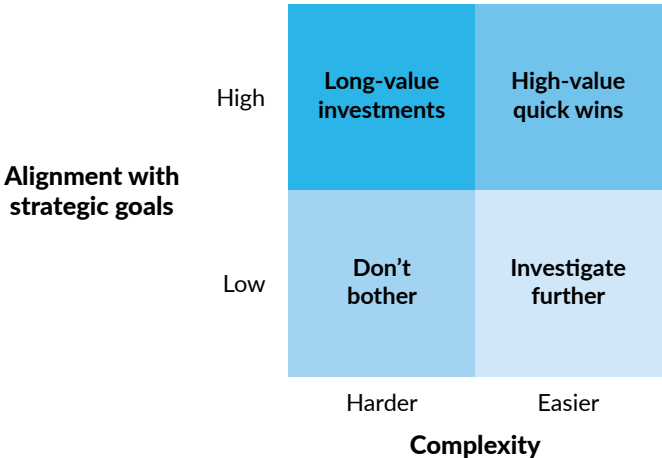 Long-value
investments
High-value
quick wins
High
Alignment with
strategic goals
Don't
bother
Investigate
further
Low
Harder
Easier
Complexity